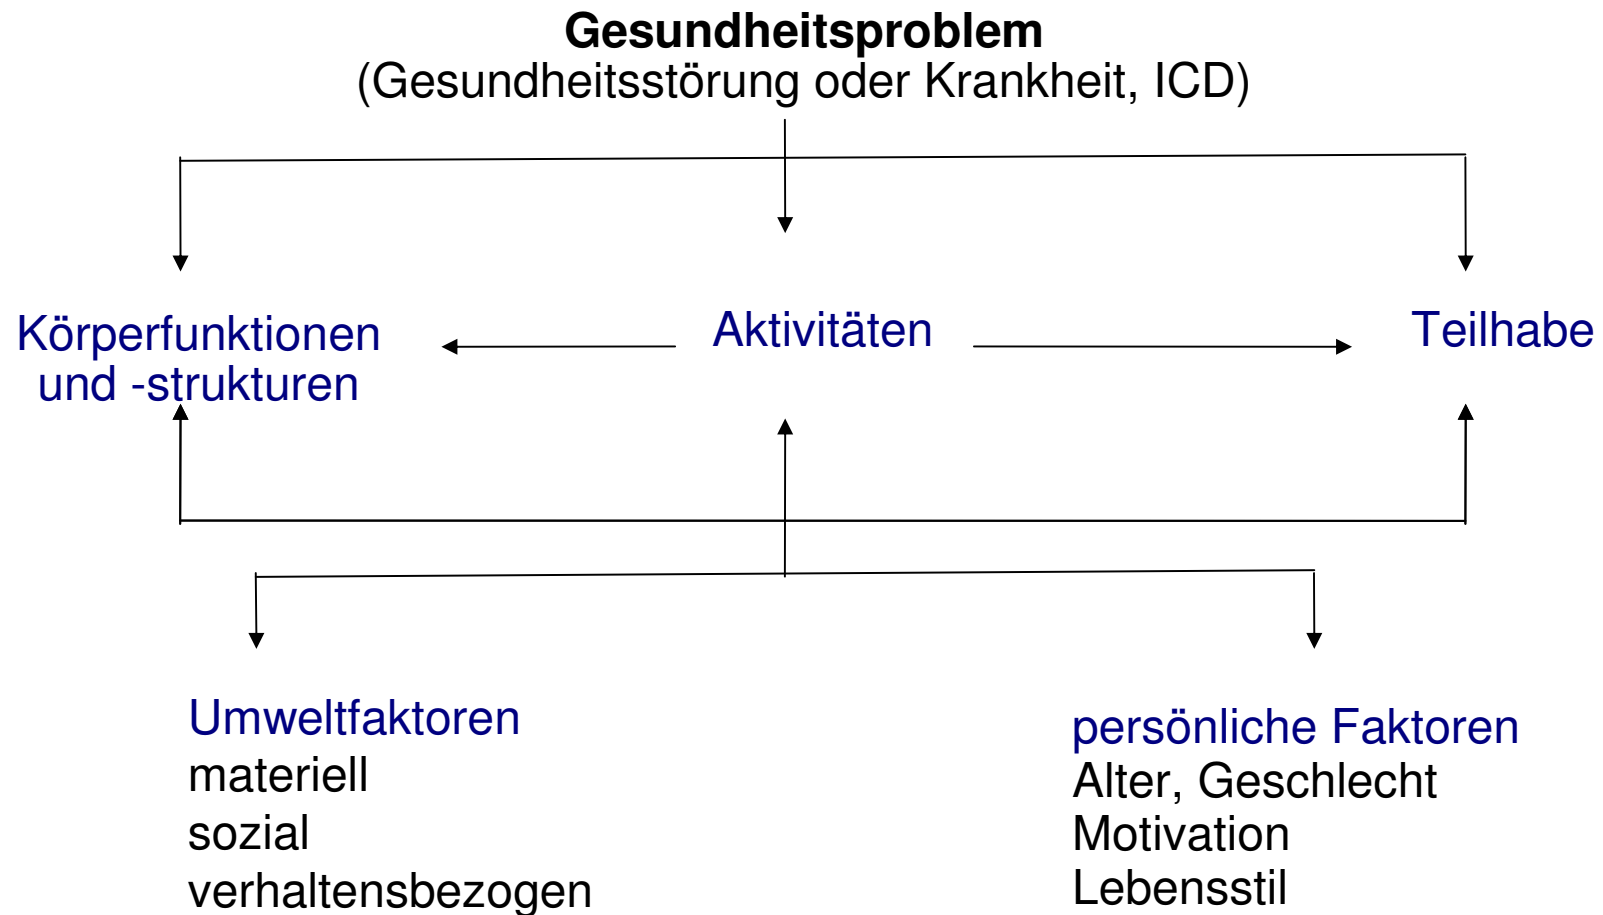 Gesundheitsproblem
(Gesundheitsstörung oder Krankheit, ICD)
Körperfunktionen
und -strukturen
Aktivitäten
Teilhabe
Umweltfaktoren
materiell
sozial
verhaltensbezogen
persönliche Faktoren
Alter, Geschlecht
Motivation
Lebensstil